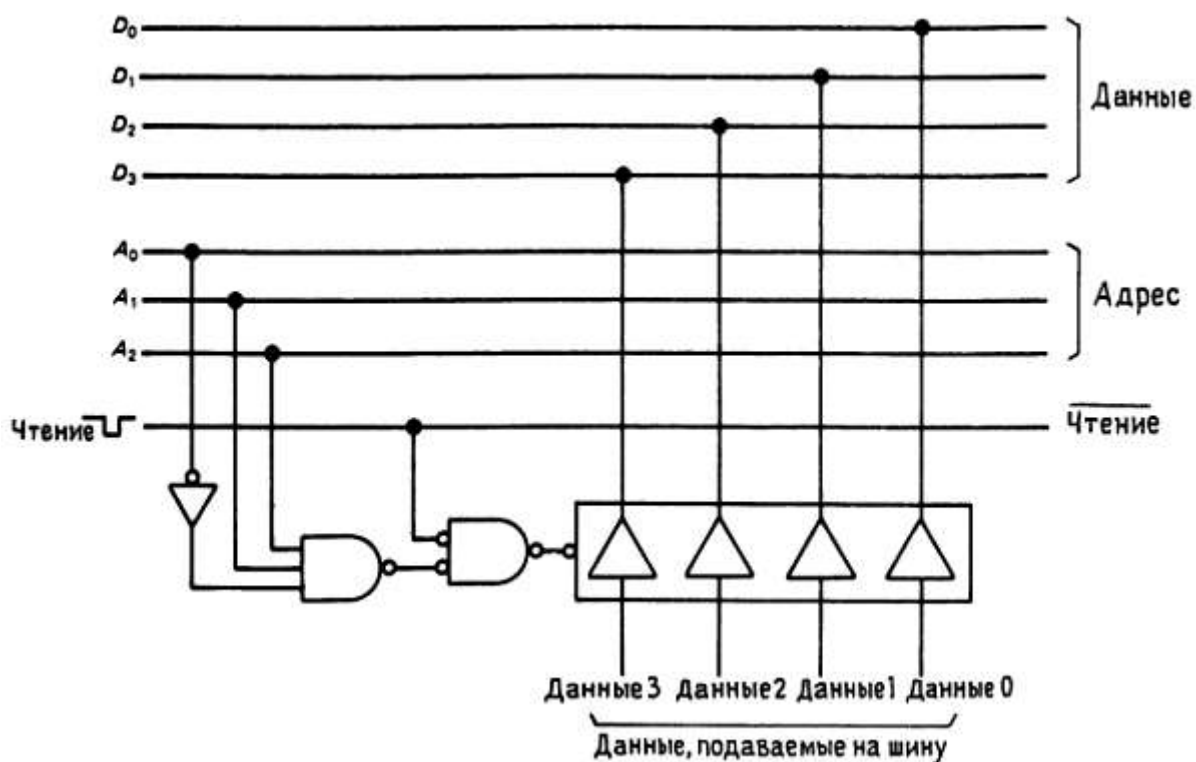 D₀
D₁
D₂
D₃
Данные
A₀
A₁
A₂
Адрес
Чтение
Чтение
Данные 3 Данные 2 Данные 1 Данные 0
Данные, подаваемые на шину